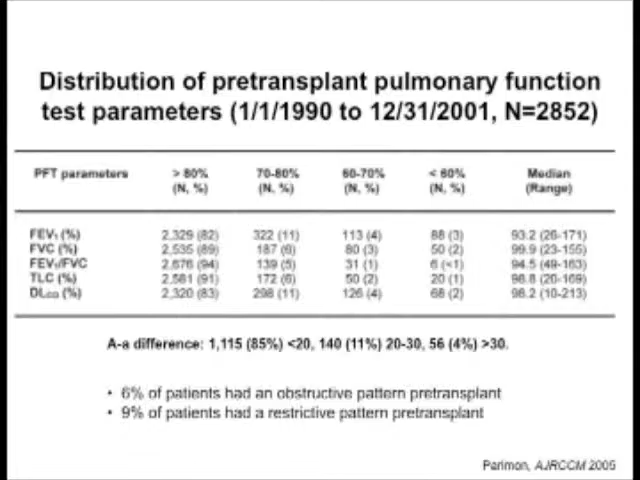 Distribution of pretransplant pulmonary function
test parameters (1/1/1990 to 12/31/2001, N=2852)
PFT parameters > 80% 70-80% 60-70% < 60% Median
(N, %) (N, %) (N, %) (N, %) (Range)
FEV₁ (%) 2,329 (82) 322 (11) 113 (4) 88 (3) 93.2 (26-171)
FVC (%) 2,535 (89) 187 (6) 80 (3) 50 (2) 99.9 (23-155)
FEV₁/FVC 2,676 (94) 139 (5) 31 (1) 6 (<1) 94.5 (49-163)
TLC (%) 2,581 (91) 172 (6) 50 (2) 20 (1) 98.8 (20-169)
DLco (%) 2,320 (83) 298 (11) 126 (4) 68 (2) 98.2 (10-213)
A-a difference: 1,115 (85%) <20, 140 (11%) 20-30, 56 (4%) >30.
• 6% of patients had an obstructive pattern pretransplant
• 9% of patients had a restrictive pattern pretransplant
Parimon, AJRCCM 2005